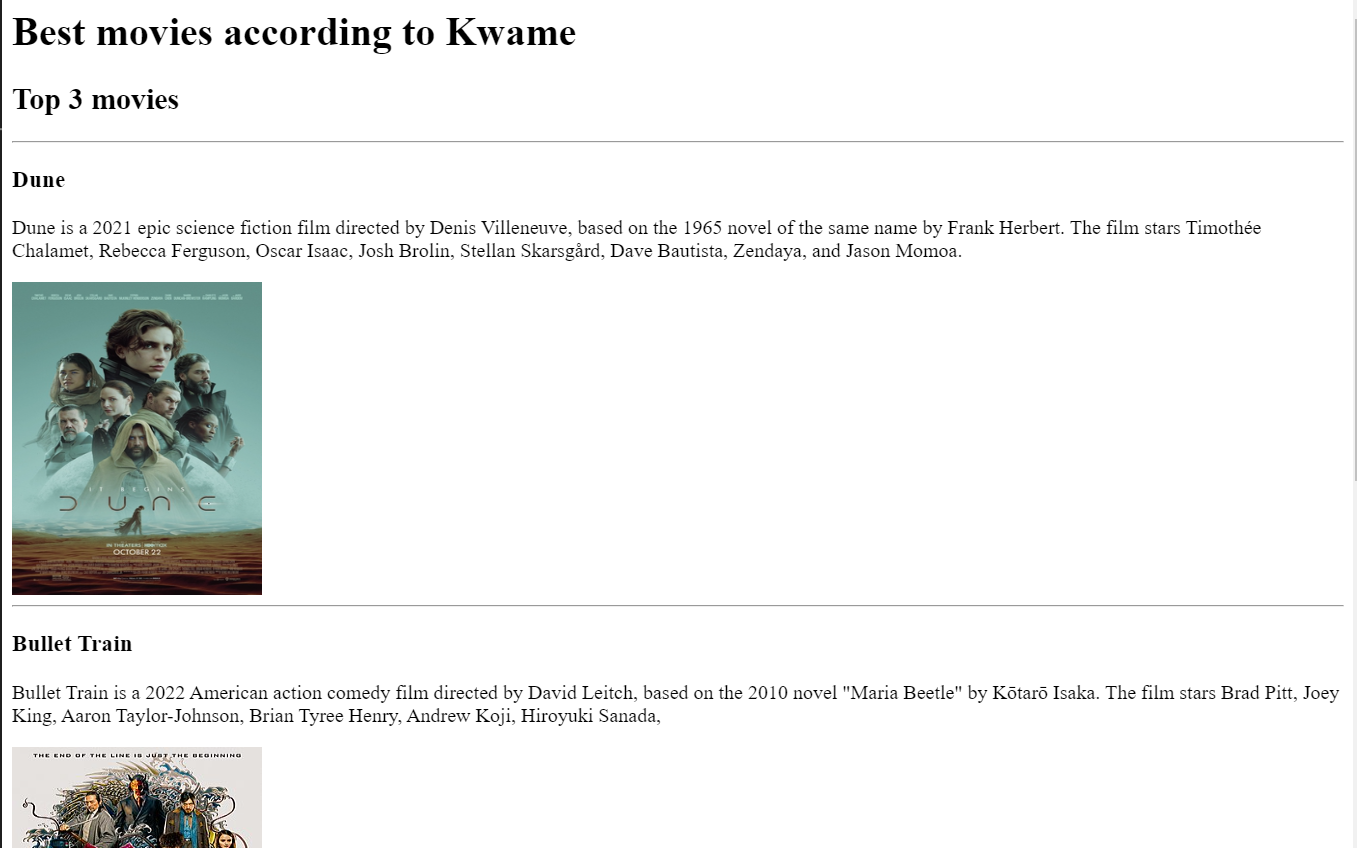 Best movies according to Kwame
Top 3 movies
Dune
Dune is a 2021 epic science fiction film directed by Denis Villeneuve, based on the 1965 novel of the same name by Frank Herbert. The film stars Timothée
Chalamet, Rebecca Ferguson, Oscar Isaac, Josh Brolin, Stellan Skarsgård, Dave Bautista, Zendaya, and Jason Momoa.
IT BEGINS
DUNE
IN THEATERS
OCTOBER 22
Bullet Train
Bullet Train is a 2022 American action comedy film directed by David Leitch, based on the 2010 novel "Maria Beetle" by Kōtarō Isaka. The film stars Brad Pitt, Joey
King, Aaron Taylor-Johnson, Brian Tyree Henry, Andrew Koji, Hiroyuki Sanada,
THE END OF THE LINE IS JUST THE BEGINNING